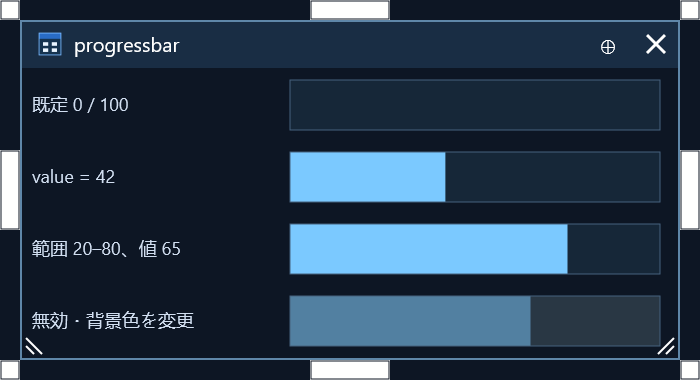 progressbar
既定 0 / 100
value = 42
範囲 20–80、値 65
無効・背景色を変更